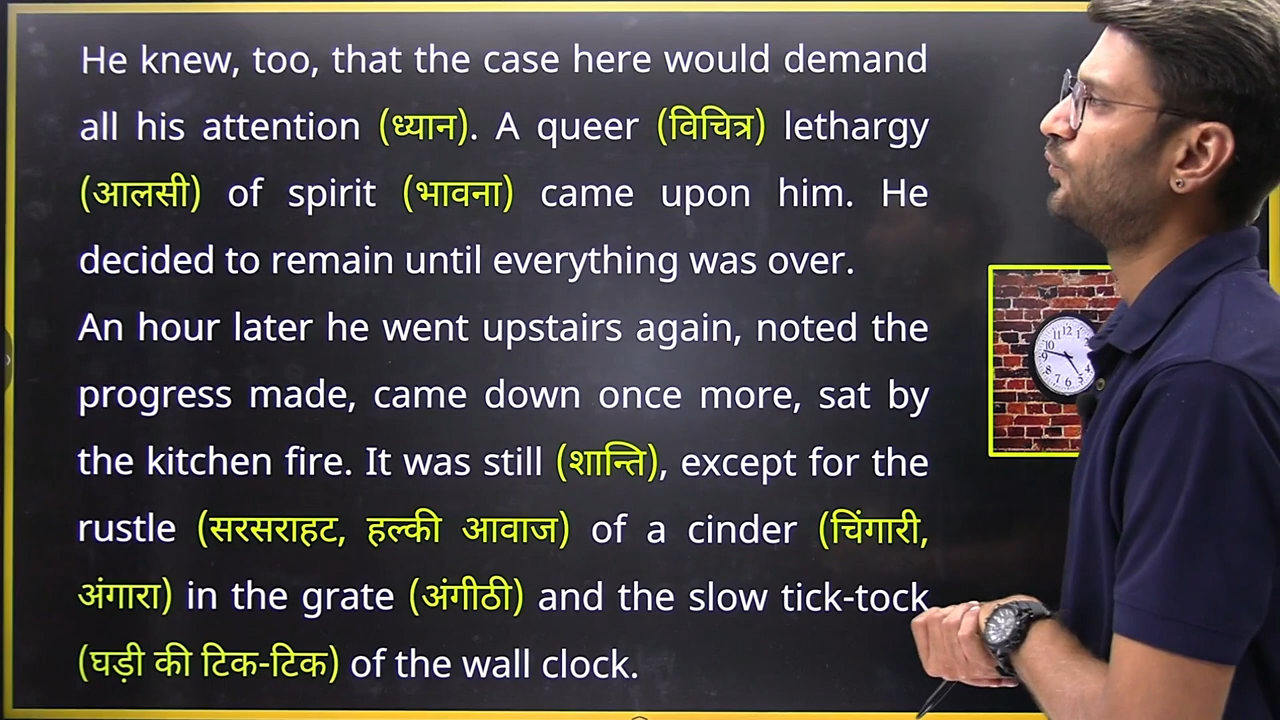 He knew, too, that the case here would demand
all his attention (ध्यान). A queer (विचित्र) lethargy
(आलसी) of spirit (भावना) came upon him. He
decided to remain until everything was over.
An hour later he went upstairs again, noted the
progress made, came down once more, sat by
the kitchen fire. It was still (शान्ति), except for the
rustle (सरसराहट, हल्की आवाज) of a cinder (चिंगारी,
अंगारा) in the grate (अंगीठी) and the slow tick-tock
(घड़ी की टिक-टिक) of the wall clock.